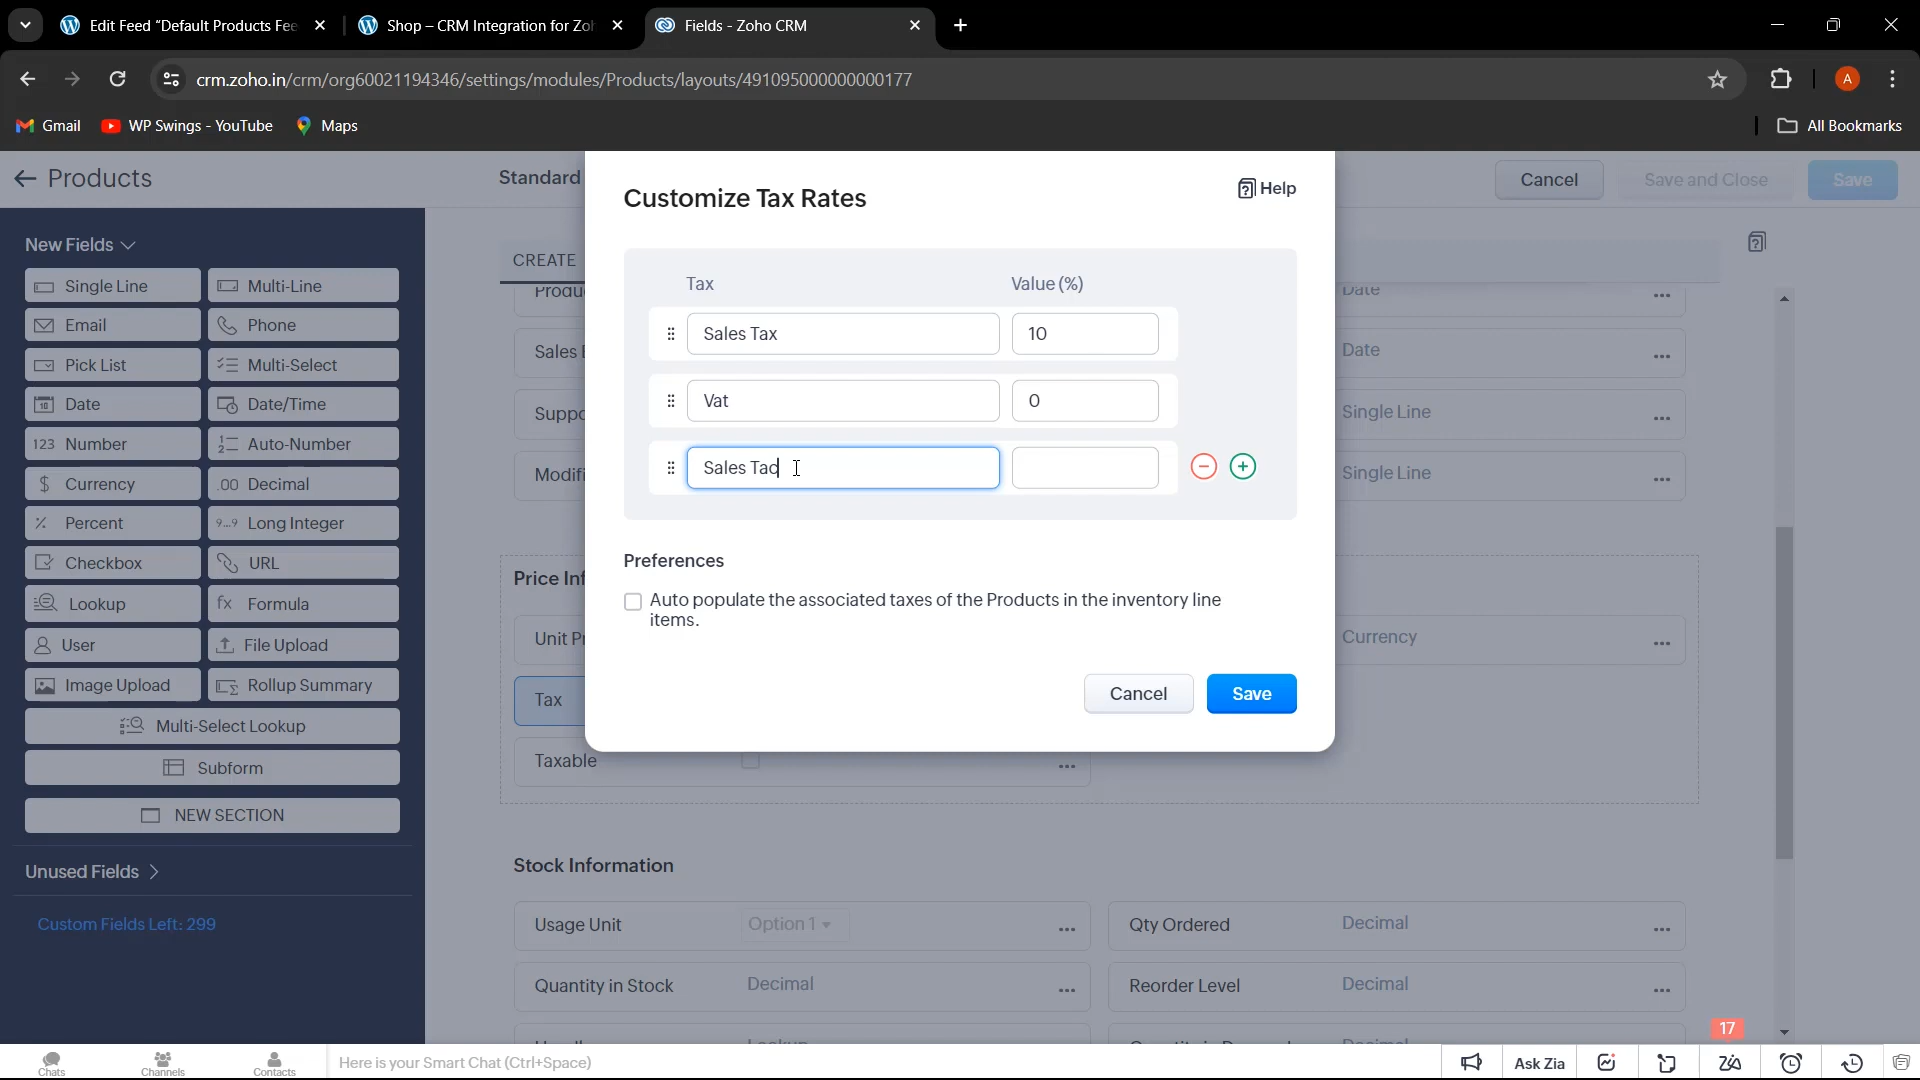 Edit Feed “Default Products Fee
Shop – CRM Integration for Zoh
Fields - Zoho CRM
crm.zoho.in/crm/org60021194346/settings/modules/Products/layouts/491095000000000177
A
Gmail
WP Swings - YouTube
Maps
All Bookmarks
Products
Standard
Cancel
Save and Close
Save
Customize Tax Rates
Help
New Fields
CREATE
Single Line
Multi-Line
Email
Phone
Pick List
Multi-Select
Date
Date/Time
Number
Auto-Number
Currency
Decimal
Percent
Long Integer
Checkbox
URL
Lookup
Formula
User
File Upload
Image Upload
Rollup Summary
Multi-Select Lookup
Subform
NEW SECTION
Unused Fields
Custom Fields Left: 299
Tax
Value (%)
Sales Tax
10
Vat
0
Sales Tac
Date
Date
Single Line
Single Line
Preferences
Auto populate the associated taxes of the Products in the inventory line
items.
Cancel
Save
Produ
Sales
Suppo
Modifi
Price Inf
Unit Pr
Currency
Tax
Taxable
Stock Information
Usage Unit
Option 1
Qty Ordered
Decimal
Quantity in Stock
Decimal
Reorder Level
Decimal
17
Chats
Channels
Contacts
Here is your Smart Chat (Ctrl+Space)
Ask Zia